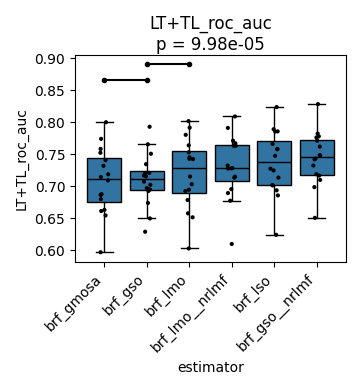 LT+TL_roc_auc
p = 9.98e-05
LT+TL_roc_auc
0.90
0.85
0.80
0.75
0.70
0.65
0.60
brf_gmosa
brf_gso
brf_lmo
brf_lmo__nrlmf
brf_lso
brf_gso__nrlmf
estimator